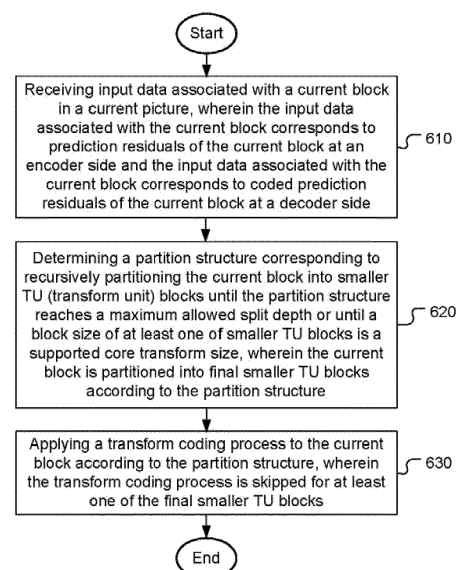 Start
Receiving input data associated with a current block
in a current picture, wherein the input data
associated with the current block corresponds to
prediction residuals of the current block at an
encoder side and the input data associated with the
current block corresponds to coded prediction
residuals of the current block at a decoder side
610
Determining a partition structure corresponding to
recursively partitioning the current block into smaller
TU (transform unit) blocks until the partition structure
reaches a maximum allowed split depth or until a
block size of at least one of smaller TU blocks is a
supported core transform size, wherein the current
block is partitioned into final smaller TU blocks
according to the partition structure
620
Applying a transform coding process to the current
block according to the partition structure, wherein
the transform coding process is skipped for at least
one of the final smaller TU blocks
630
End